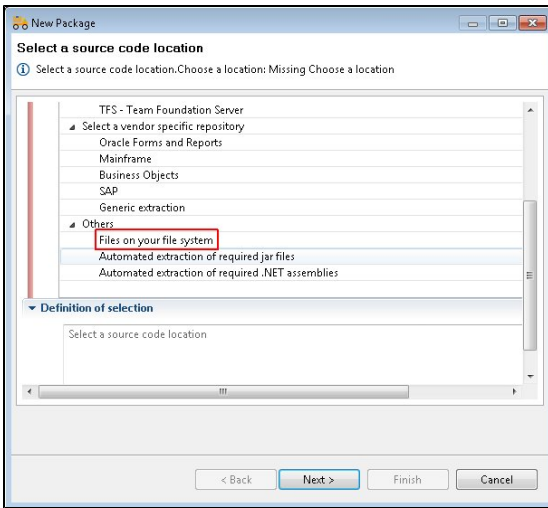 New Package
Select a source code location
Select a source code location.Choose a location: Missing Choose a location
TFS - Team Foundation Server
Select a vendor specific repository
Oracle Forms and Reports
Mainframe
Business Objects
SAP
Generic extraction
Others
Files on your file system
Automated extraction of required jar files
Automated extraction of required .NET assemblies
Definition of selection
Select a source code location
< Back
Next >
Finish
Cancel